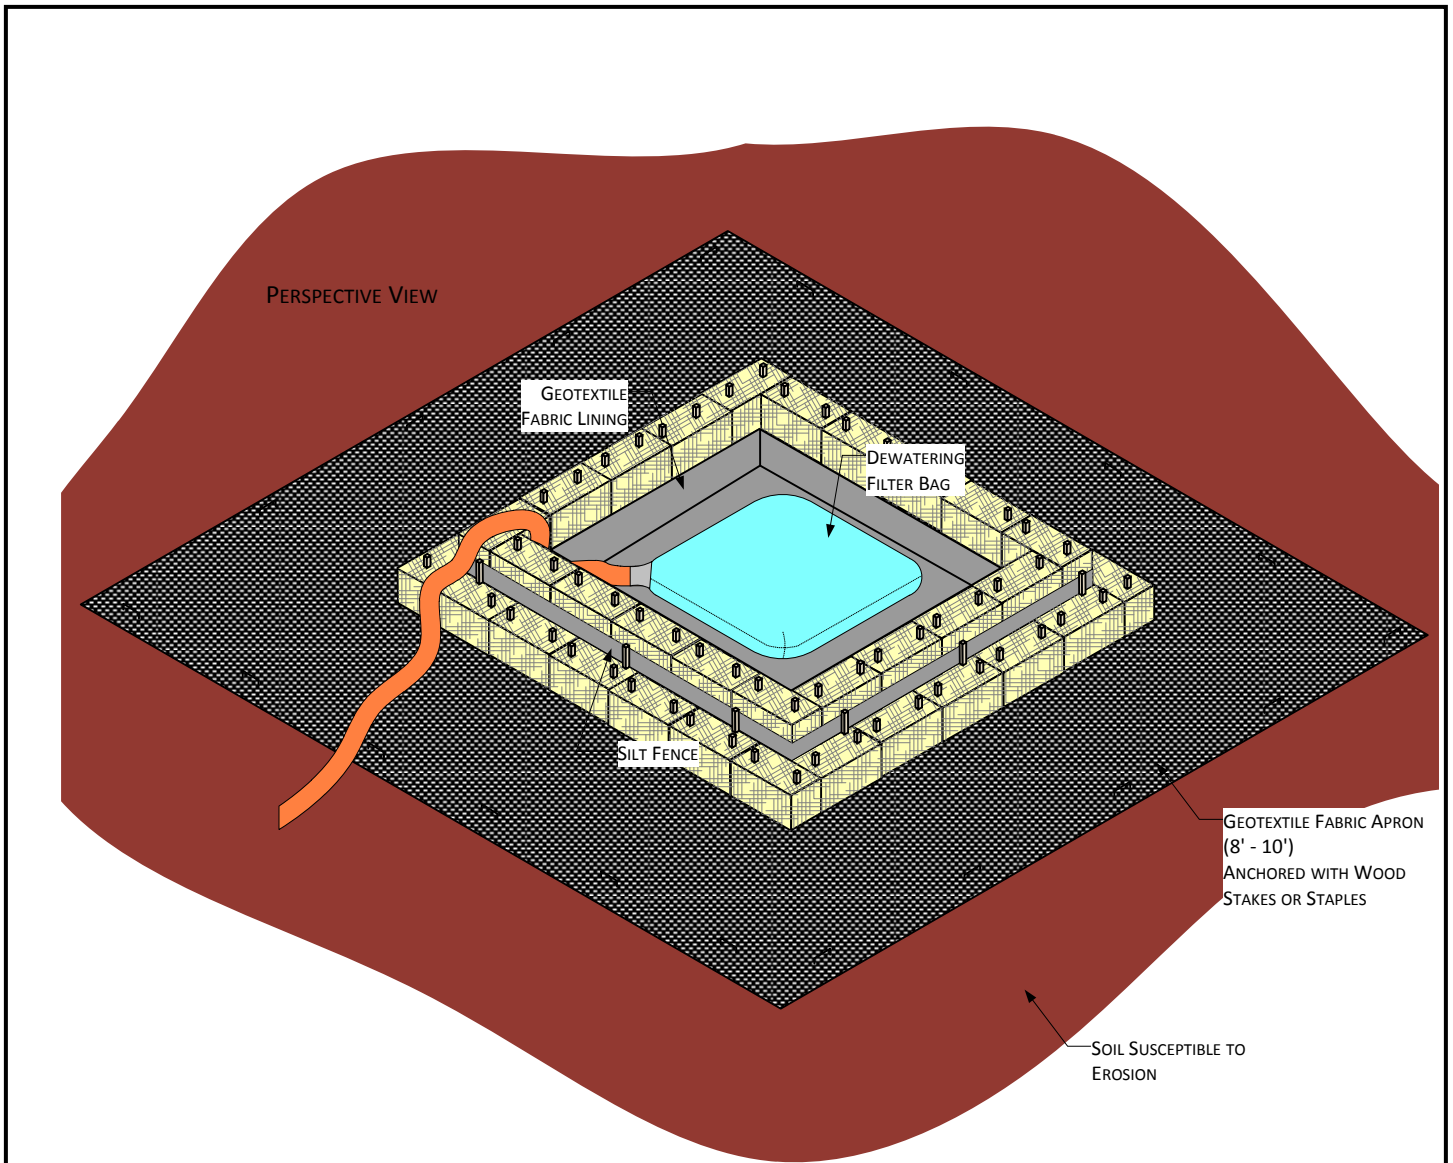 PERSPECTIVE VIEW
GEOTEXTILE
FABRIC LINING
DEWATERING
FILTER BAG
SILT FENCE
GEOTEXTILE FABRIC APRON
(8' - 10')
ANCHORED WITH WOOD
STAKES OR STAPLES
SOIL SUSCEPTIBLE TO
EROSION